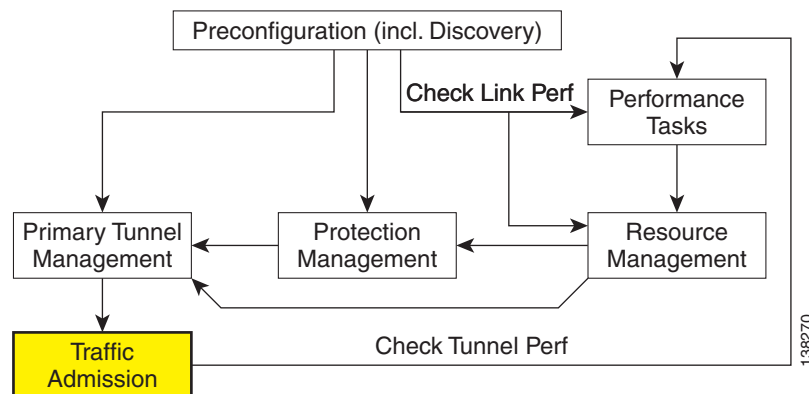 Preconfiguration (incl. Discovery)
Check Link Perf
Performance
Tasks
Primary Tunnel
Management
Protection
Management
Resource
Management
Traffic
Admission
Check Tunnel Perf
138270